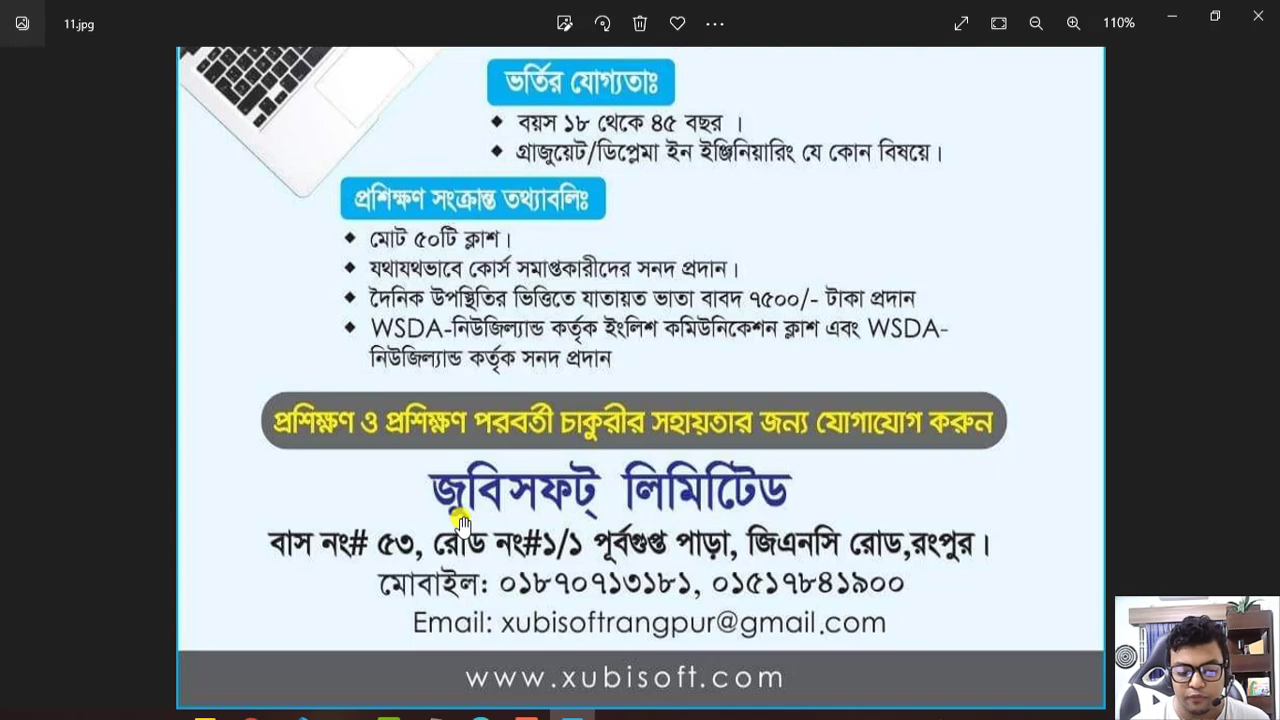 11.jpg
110%
ভর্তির যোগ্যতাঃ
বয়স ১৮ থেকে ৪৫ বছর ।
গ্রাজুয়েট/ডিপ্লেমা ইন ইঞ্জিনিয়ারিং যে কোন বিষয়ে।
প্রশিক্ষণ সংক্রান্ত তথ্যাবলিঃ
মোট ৫০টি ক্লাশ।
যথাযথভাবে কোর্স সমাপ্তকারীদের সনদ প্রদান।
দৈনিক উপস্থিতির ভিত্তিতে যাতায়ত ভাতা বাবদ ৭৫০০/- টাকা প্রদান
WSDA-নিউজিল্যান্ড কর্তৃক ইংলিশ কমিউনিকেশন ক্লাশ এবং WSDA-
নিউজিল্যান্ড কর্তৃক সনদ প্রদান
প্রশিক্ষণ ও প্রশিক্ষণ পরবর্তী চাকুরীর সহায়তার জন্য যোগাযোগ করুন
জুবিসফট্ লিমিটেিড
বাস নং# ৫৩, রোড নং#১/১ পূর্বগুপ্ত পাড়া, জিএনসি রোড,রংপুর।
মোবাইল: ০১৮৭০৭১৩১৮১, ০১৫১৭৮৪১৯০০
Email: xubisoftrangpur@gmail.com
www.xubisoft.com